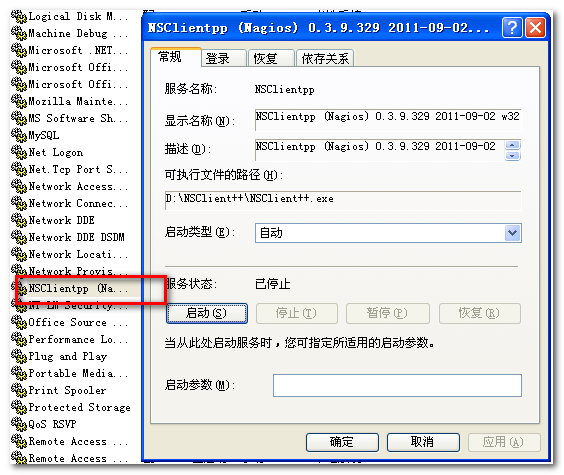 Logical Disk M...
Machine Debug ...
Microsoft .NET...
Microsoft Offi...
Microsoft Offi...
Mozilla Mainte...
MS Software Sh...
MySQL
Net Logon
Net.Tcp Port S...
Network Access...
Network Connec...
Network DDE
Network DDE DSDM
Network Locati...
Network Provis...
NSClientpp (Na...
NT LM Security...
Office Source ...
Performance Lo...
Plug and Play
Portable Media...
Print Spooler
Protected Storage
QoS RSVP
Remote Access ...
Remote Access ...
NSClientpp (Nagios) 0.3.9.329 2011-09-02...
常规 登录 恢复 依存关系
服务名称: NSClientpp
显示名称(N): NSClientpp (Nagios) 0.3.9.329 2011-09-02 w32
描述(D): NSClientpp (Nagios) 0.3.9.329 2011-09-02
可执行文件的路径(H):
D:\NSClient++\NSClient++.exe
启动类型(E): 自动
服务状态: 已停止
启动(S) 停止(T) 暂停(P) 恢复(R)
当从此处启动服务时，您可指定所适用的启动参数。
启动参数(M):
确定 取消 应用(A)